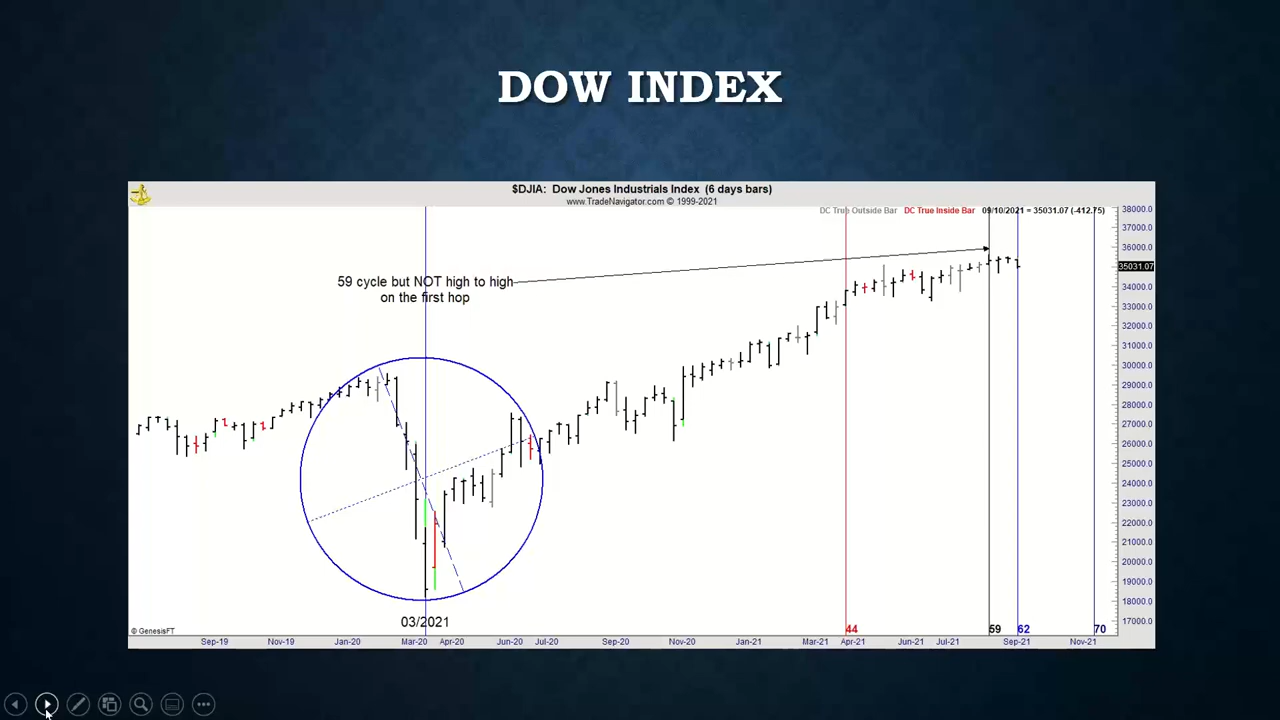 DOW INDEX
$DJIA: Dow Jones Industrials Index (6 days bars)
www.TradeNavigator.com © 1999-2021
DC True Outside Bar DC True Inside Bar 09/10/2021 = 35031.07 (-412.75)
38000.0
37000.0
36000.0
35031.07
34000.0
33000.0
32000.0
31000.0
30000.0
29000.0
28000.0
27000.0
26000.0
25000.0
24000.0
23000.0
22000.0
21000.0
20000.0
19000.0
18000.0
17000.0
59 cycle but NOT high to high
on the first hop
03/2021
44 59 62 70
© GenesisFT
Sep-19 Nov-19 Jan-20 Mar-20 Apr-20 Jun-20 Jul-20 Sep-20 Nov-20 Jan-21 Mar-21 Apr-21 Jun-21 Jul-21 Sep-21 Nov-21